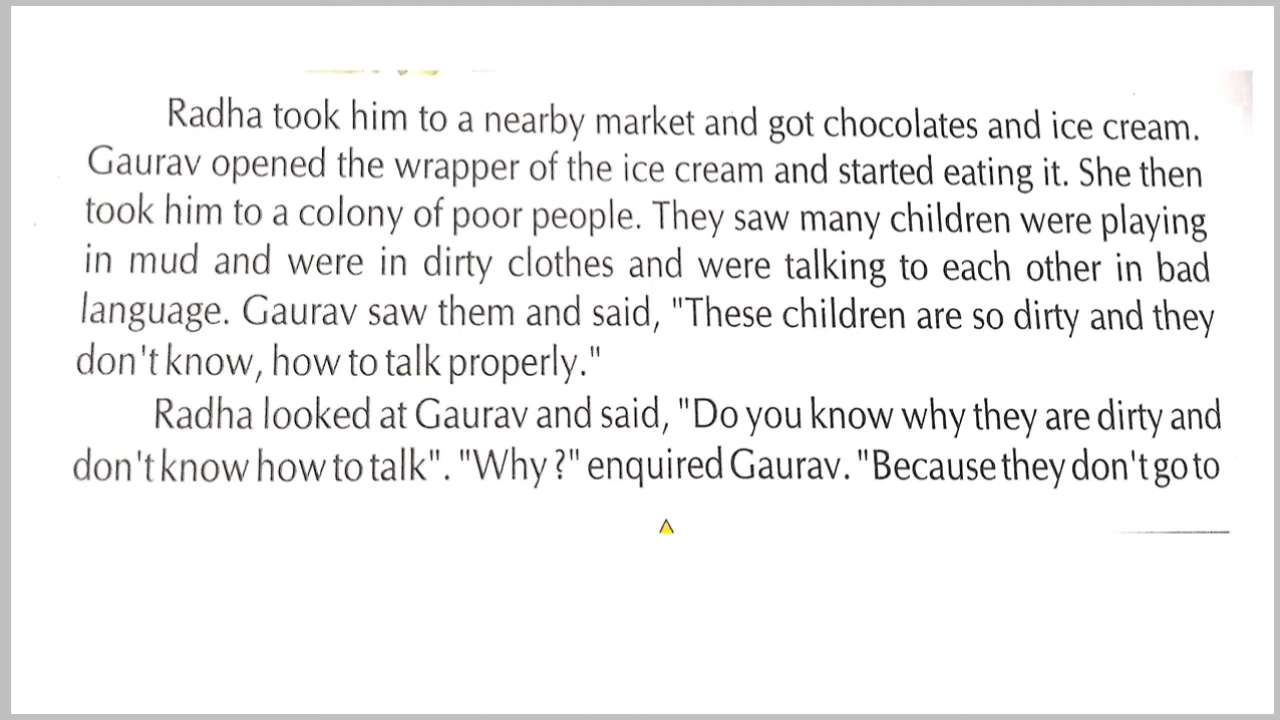 Radha took him to a nearby market and got chocolates and ice cream.
Gaurav opened the wrapper of the ice cream and started eating it. She then
took him to a colony of poor people. They saw many children were playing
in mud and were in dirty clothes and were talking to each other in bad
language. Gaurav saw them and said, "These children are so dirty and they
don't know, how to talk properly."
Radha looked at Gaurav and said, "Do you know why they are dirty and
don't know how to talk". "Why ?" enquired Gaurav. "Because they don't go to